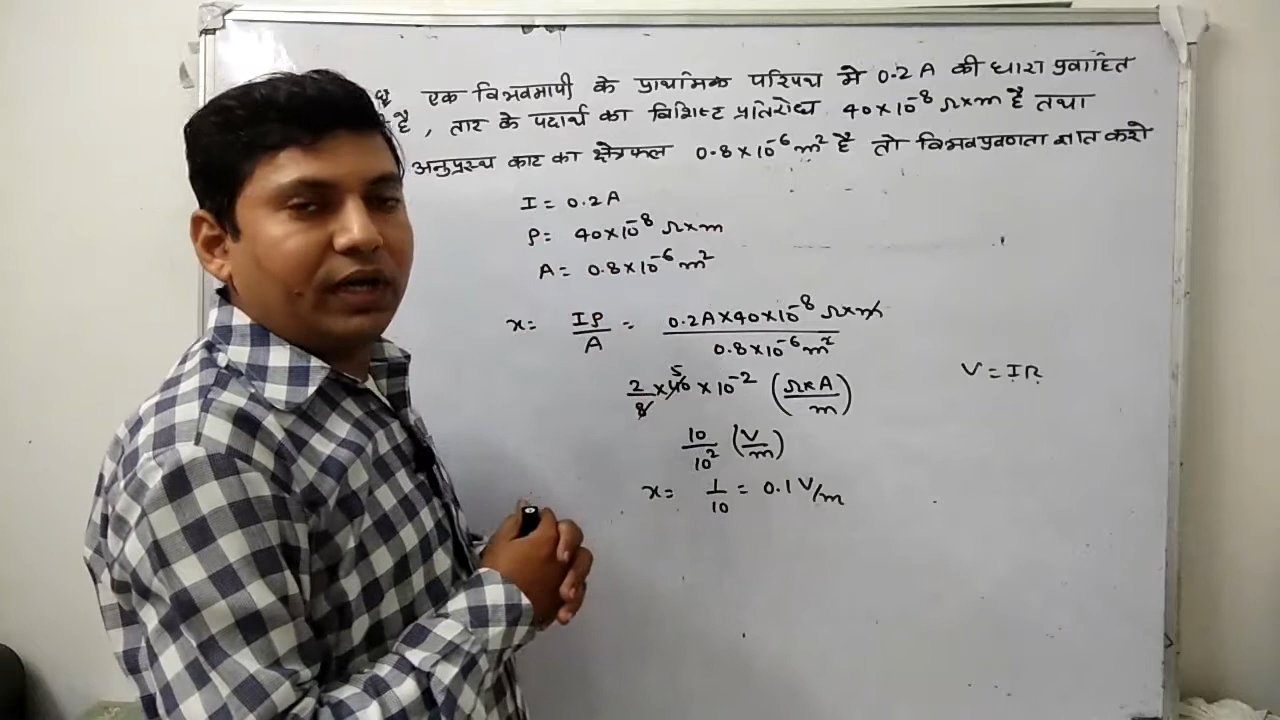 एक विभवमापी के प्राथमिक परिपथ मे 0.2 A की धारा प्रवाहित
है , तार के पदार्थ का विशिष्ट प्रतिरोध 40×10⁻⁸ Ω×m है तथा
अनुप्रस्थ काट का क्षेत्रफल 0.8×10⁻⁶ m² है तो विभवप्रवणता ज्ञात करो
I = 0.2A
ρ= 40×10⁻⁸ Ω×m
A= 0.8×10⁻⁶ m²
x= Iρ/A = 0.2A×40×10⁻⁸ Ω×m / 0.8×10⁻⁶ m²
2/8 ×40 5 ×10⁻² (Ω×A/m)
V = IR
10/10² (V/m)
x= 1/10 = 0.1 V/m